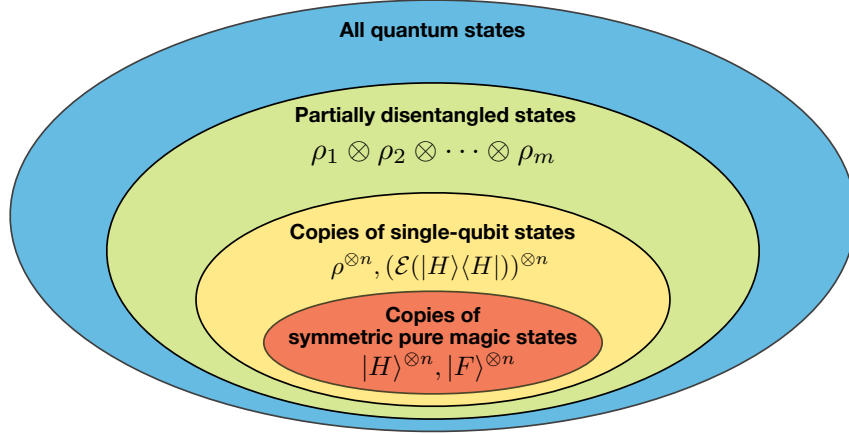 All quantum states
Partially disentangled states
ρ₁ ⊗ ρ₂ ⊗ ⋯ ⊗ ρₘ
Copies of single-qubit states
ρ^{⊗n}, (ℰ(|H⟩⟨H|))^{⊗n}
Copies of
symmetric pure magic states
|H⟩^{⊗n}, |F⟩^{⊗n}